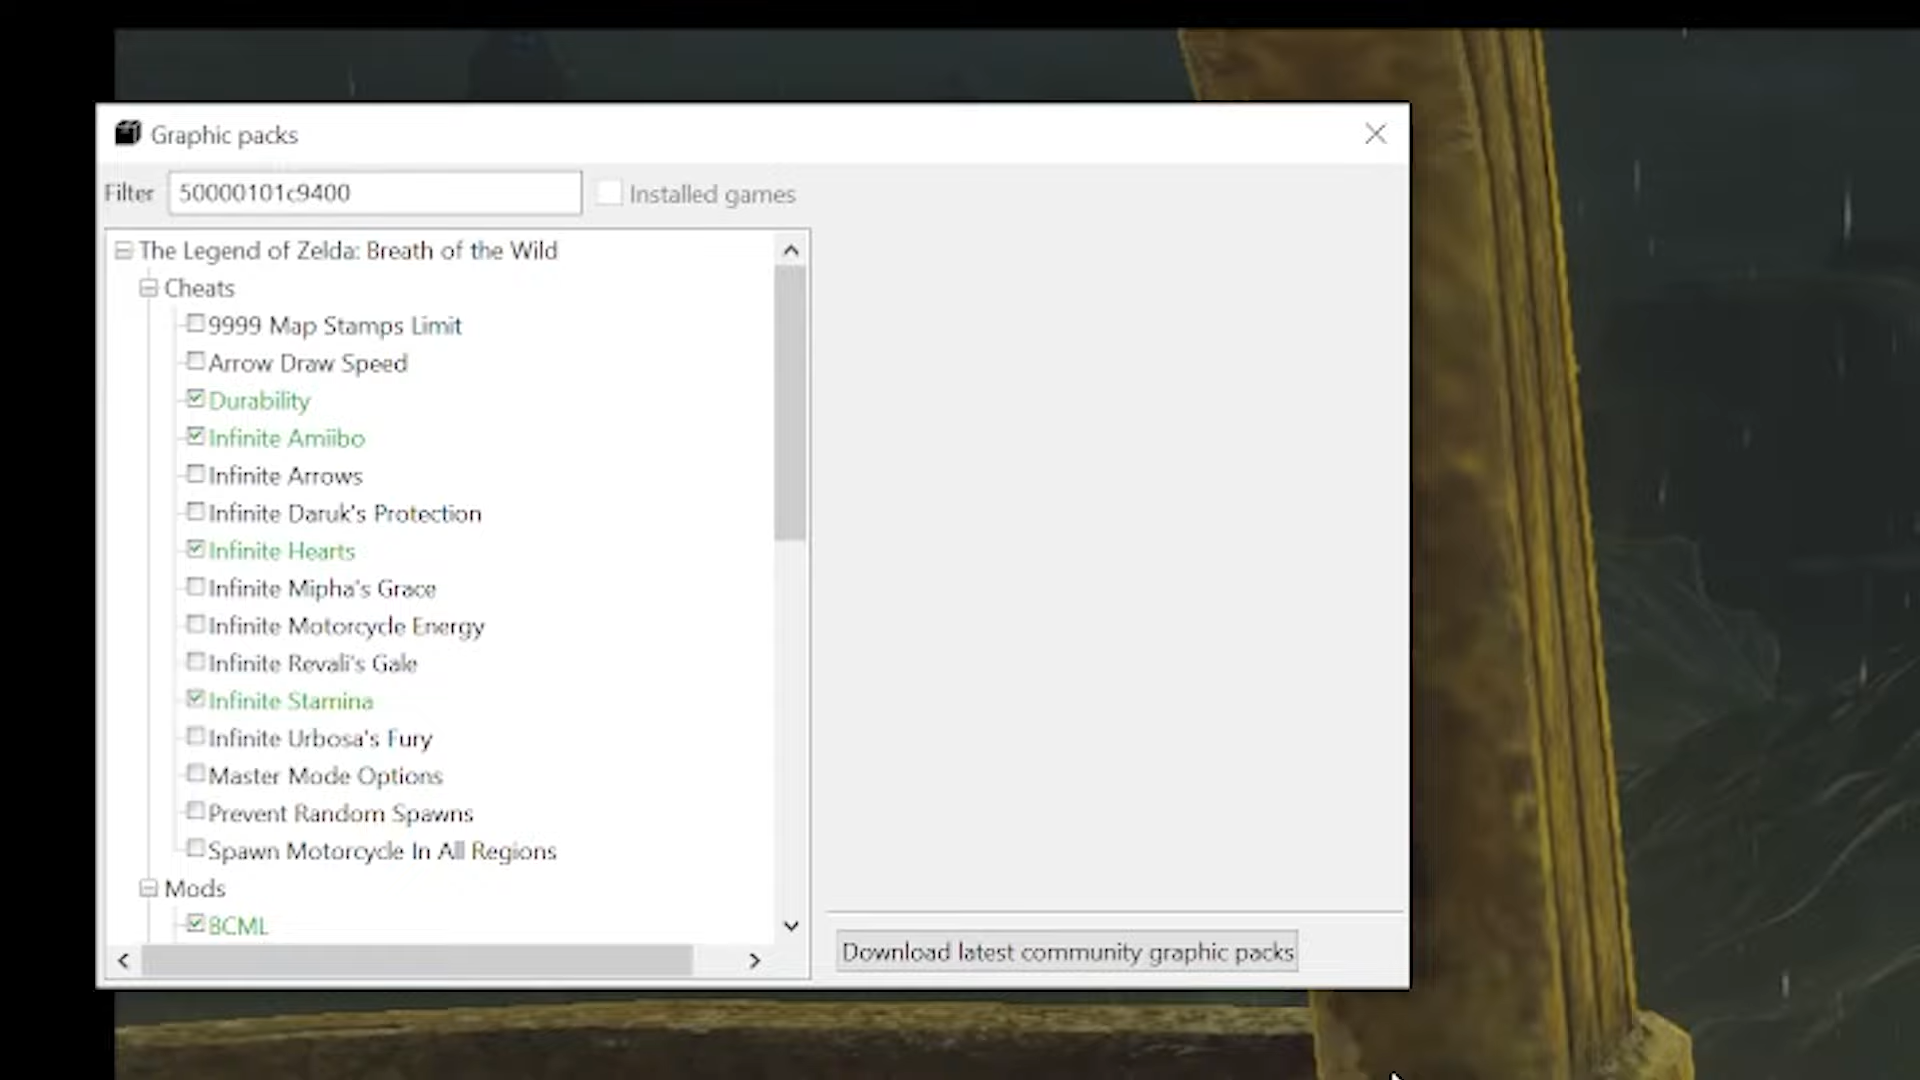 Graphic packs
Filter 50000101c9400 Installed games
The Legend of Zelda: Breath of the Wild
Cheats
9999 Map Stamps Limit
Arrow Draw Speed
Durability
Infinite Amiibo
Infinite Arrows
Infinite Daruk's Protection
Infinite Hearts
Infinite Mipha's Grace
Infinite Motorcycle Energy
Infinite Revali's Gale
Infinite Stamina
Infinite Urbosa's Fury
Master Mode Options
Prevent Random Spawns
Spawn Motorcycle In All Regions
Mods
BCML
Download latest community graphic packs